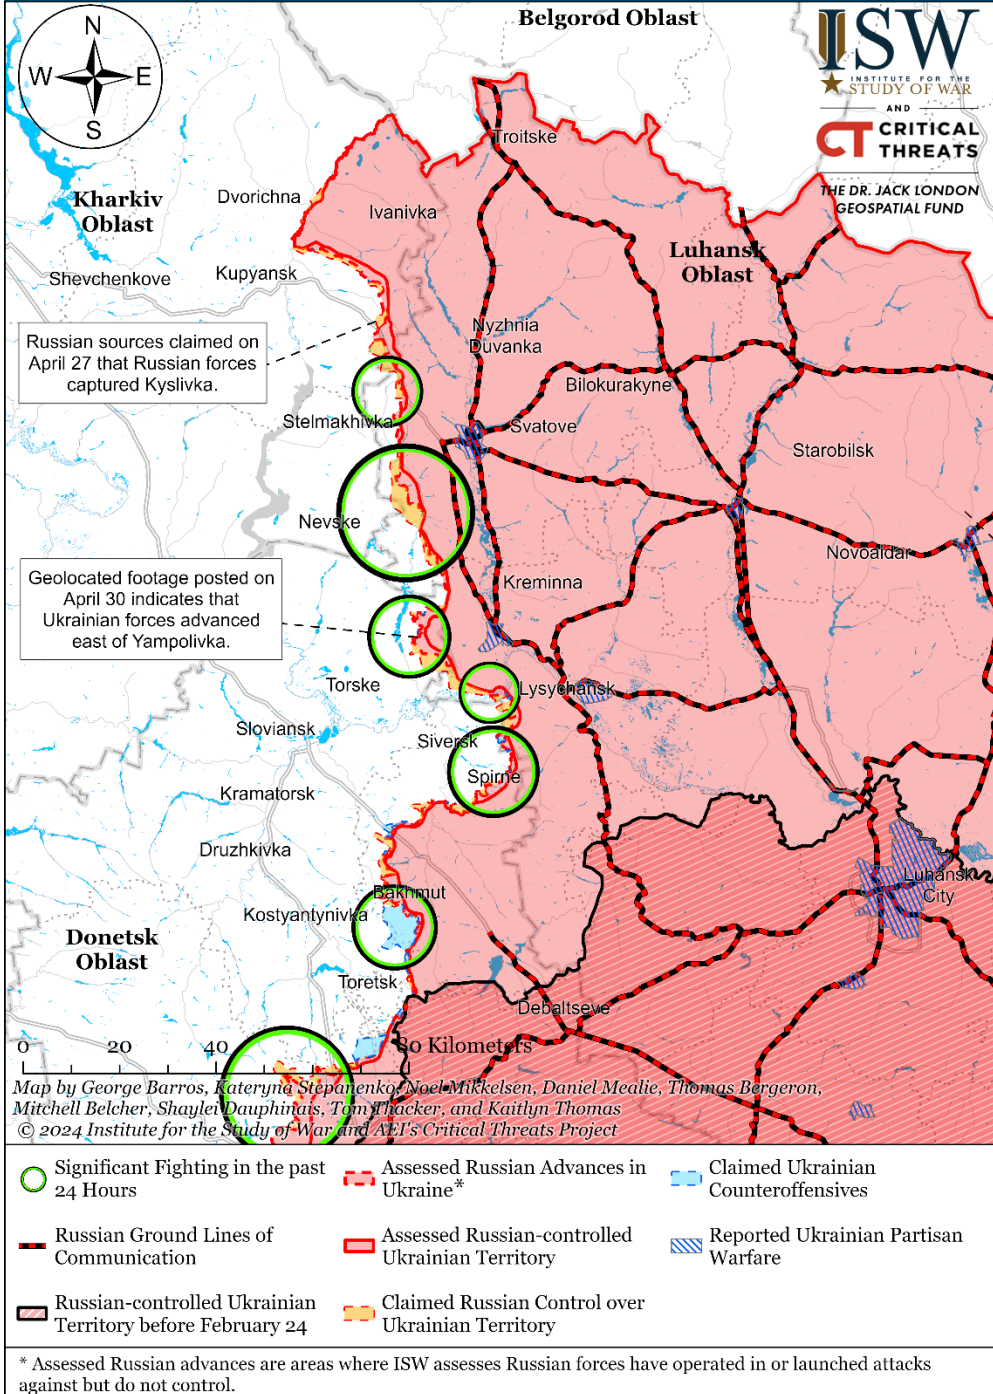 Belgorod Oblast
ISW
INSTITUTE FOR THE
STUDY OF WAR
AND
CT CRITICAL
THREATS
THE DR. JACK LONDON
GEOSPATIAL FUND
N
W E
S
Troitske
Dvorichna
Kharkiv
Oblast
Ivanivka
Luhansk
Oblast
Shevchenkove
Kupyansk
Russian sources claimed on
April 27 that Russian forces
captured Kyslivka.
Nyzhnia
Duvanka
Bilokurakyne
Stelmakhivka
Svatove
Starobilsk
Nevske
Novoaidar
Geolocated footage posted on
April 30 indicates that
Ukrainian forces advanced
east of Yampolivka.
Kreminna
Torske
Lysychansk
Sloviansk
Siversk
Spirne
Kramatorsk
Druzhkivka
Bakhmut
Luhansk
City
Kostyantynivka
Donetsk
Oblast
Toretsk
Debaltseve
0 20 40 80 Kilometers
Map by George Barros, Kateryna Stepanenko, Noel Mikkelsen, Daniel Mealie, Thomas Bergeron,
Mitchell Belcher, Shaylei Dauphinais, Tom Thacker, and Kaitlyn Thomas
© 2024 Institute for the Study of War and AEI's Critical Threats Project
Significant Fighting in the past
24 Hours
Assessed Russian Advances in
Ukraine*
Claimed Ukrainian
Counteroffensives
Russian Ground Lines of
Communication
Assessed Russian-controlled
Ukrainian Territory
Reported Ukrainian Partisan
Warfare
Russian-controlled Ukrainian
Territory before February 24
Claimed Russian Control over
Ukrainian Territory
* Assessed Russian advances are areas where ISW assesses Russian forces have operated in or launched attacks
against but do not control.